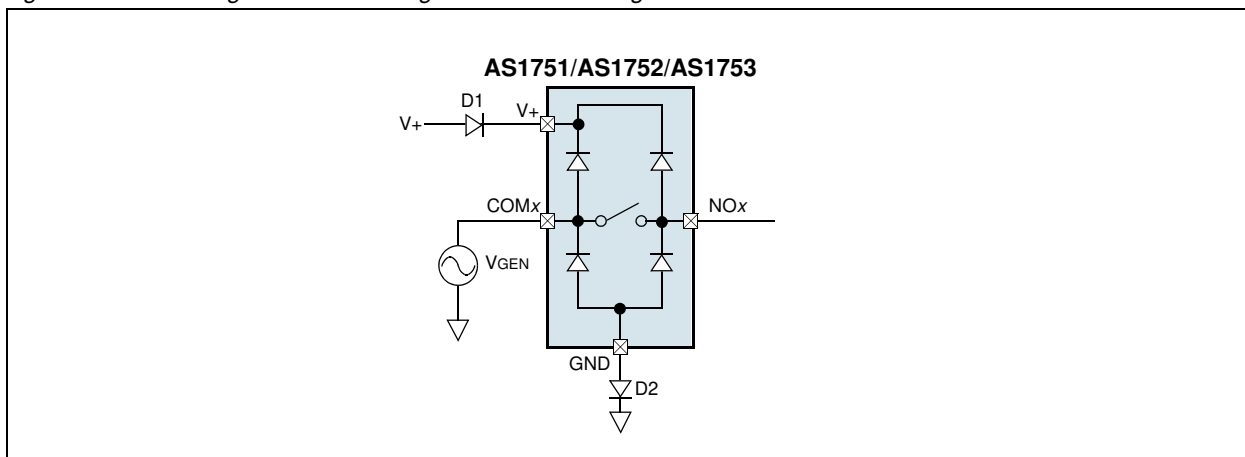 AS1751/AS1752/AS1753
D1
V+
V+
COMx
NOx
VGEN
GND
D2